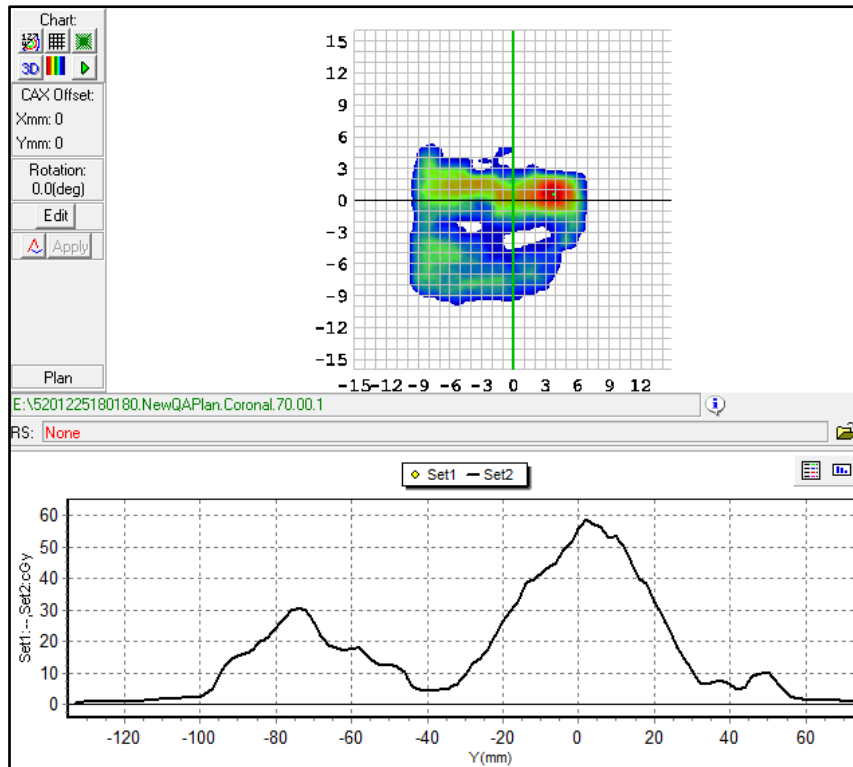 Chart:
3D
CAX Offset:
Xmm: 0
Ymm: 0
Rotation:
0.0(deg)
Edit
Apply
Plan
15
12
9
6
3
0
-3
-6
-9
-12
-15
-15-12 -9 -6 -3 0 3 6 9 12
E:\5201225180180.NewQAPlan.Coronal.70.00.1
RS: None
Set1 Set2
Set1:--,Set2:cGy
60
50
40
30
20
10
0
-120 -100 -80 -60 -40 -20 0 20 40 60
Y(mm)